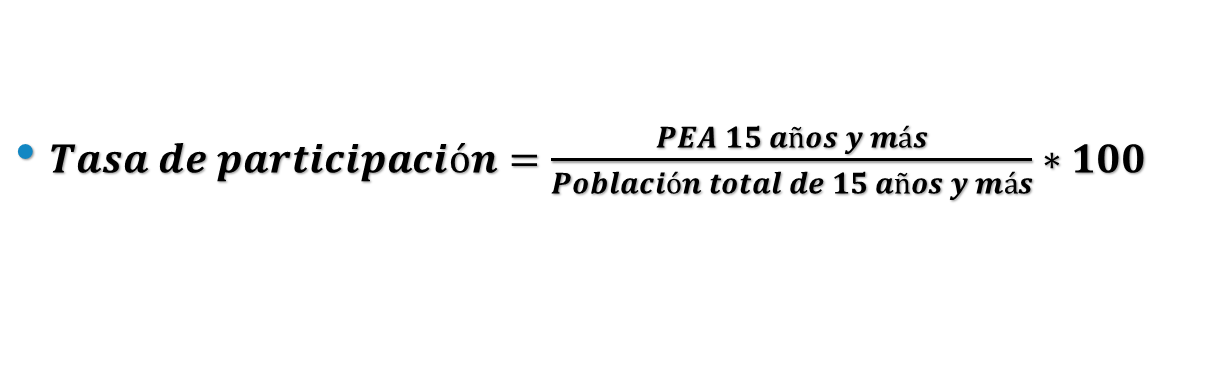 • Tasa de participación = PEA 15 años y más / Población total de 15 años y más * 100